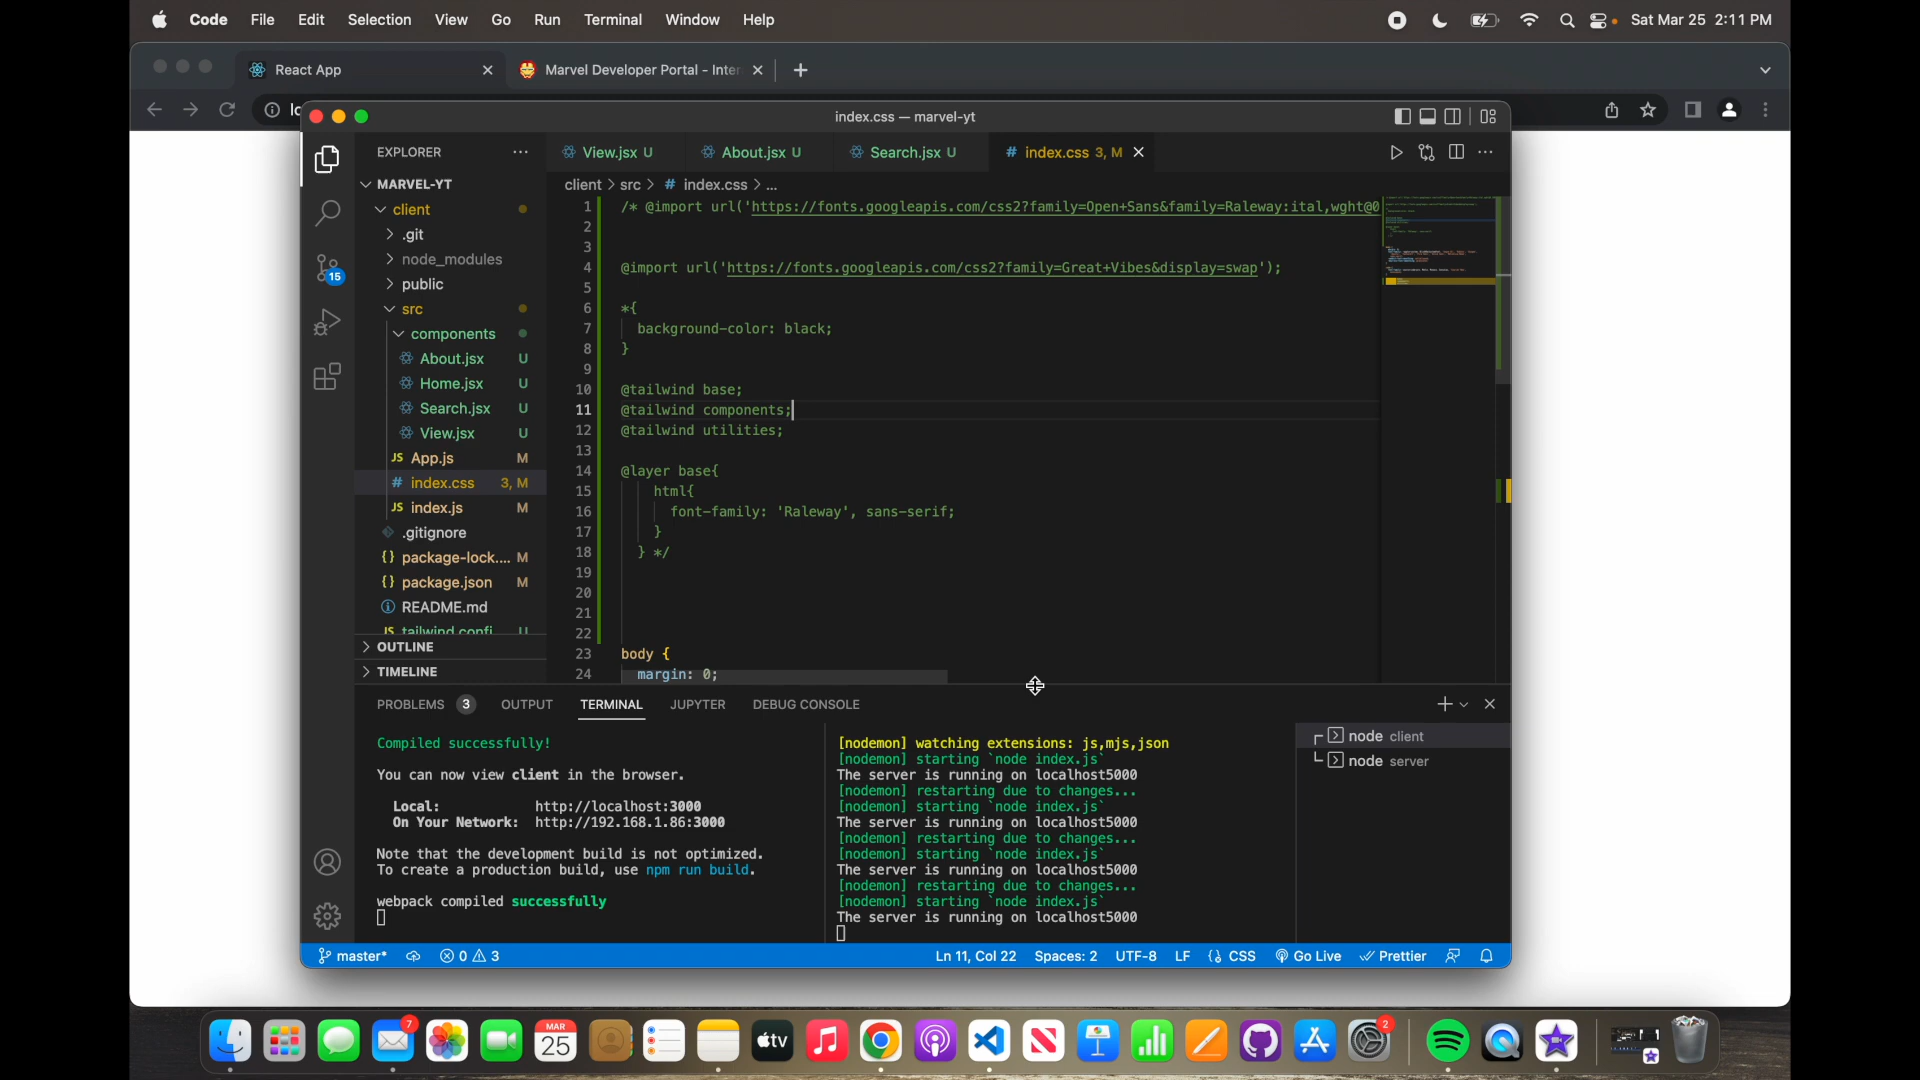 Code File Edit Selection View Go Run Terminal Window Help
Sat Mar 25 2:11 PM
React App
Marvel Developer Portal - Inter
lo
index.css — marvel-yt
EXPLORER
View.jsx U
About.jsx U
Search.jsx U
# index.css 3, M
MARVEL-YT
client > src > # index.css > ...
client
.git
node_modules
public
src
components
About.jsx U
Home.jsx U
Search.jsx U
View.jsx U
JS App.js M
# index.css 3, M
JS index.js M
.gitignore
{} package-lock.... M
{} package.json M
README.md
JS tailwind.confi... U
OUTLINE
TIMELINE
15
1 /* @import url('https://fonts.googleapis.com/css2?family=Open+Sans&family=Raleway:ital,wght@0
2
3
4 @import url('https://fonts.googleapis.com/css2?family=Great+Vibes&display=swap');
5
6 *{
7 background-color: black;
8 }
9
10 @tailwind base;
11 @tailwind components;
12 @tailwind utilities;
13
14 @layer base{
15 html{
16 font-family: 'Raleway', sans-serif;
17 }
18 } */
19
20
21
22
23 body {
24 margin: 0;
PROBLEMS 3 OUTPUT TERMINAL JUPYTER DEBUG CONSOLE
Compiled successfully!
You can now view client in the browser.
Local: http://localhost:3000
On Your Network: http://192.168.1.86:3000
Note that the development build is not optimized.
To create a production build, use npm run build.
webpack compiled successfully
[nodemon] watching extensions: js,mjs,json
[nodemon] starting `node index.js`
The server is running on localhost5000
[nodemon] restarting due to changes...
[nodemon] starting `node index.js`
The server is running on localhost5000
[nodemon] restarting due to changes...
[nodemon] starting `node index.js`
The server is running on localhost5000
[nodemon] restarting due to changes...
[nodemon] starting `node index.js`
The server is running on localhost5000
node client
node server
master* 0 3 Ln 11, Col 22 Spaces: 2 UTF-8 LF {} CSS Go Live Prettier
7
MAR
25
tv
2